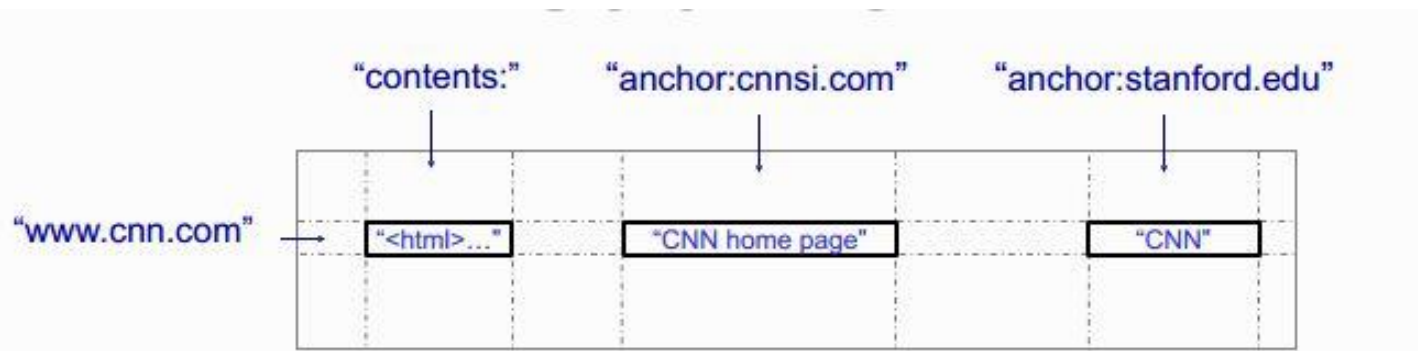 “contents:” “anchor:cnnsi.com” “anchor:stanford.edu”
“www.cnn.com” “<html>…” “CNN home page” “CNN”